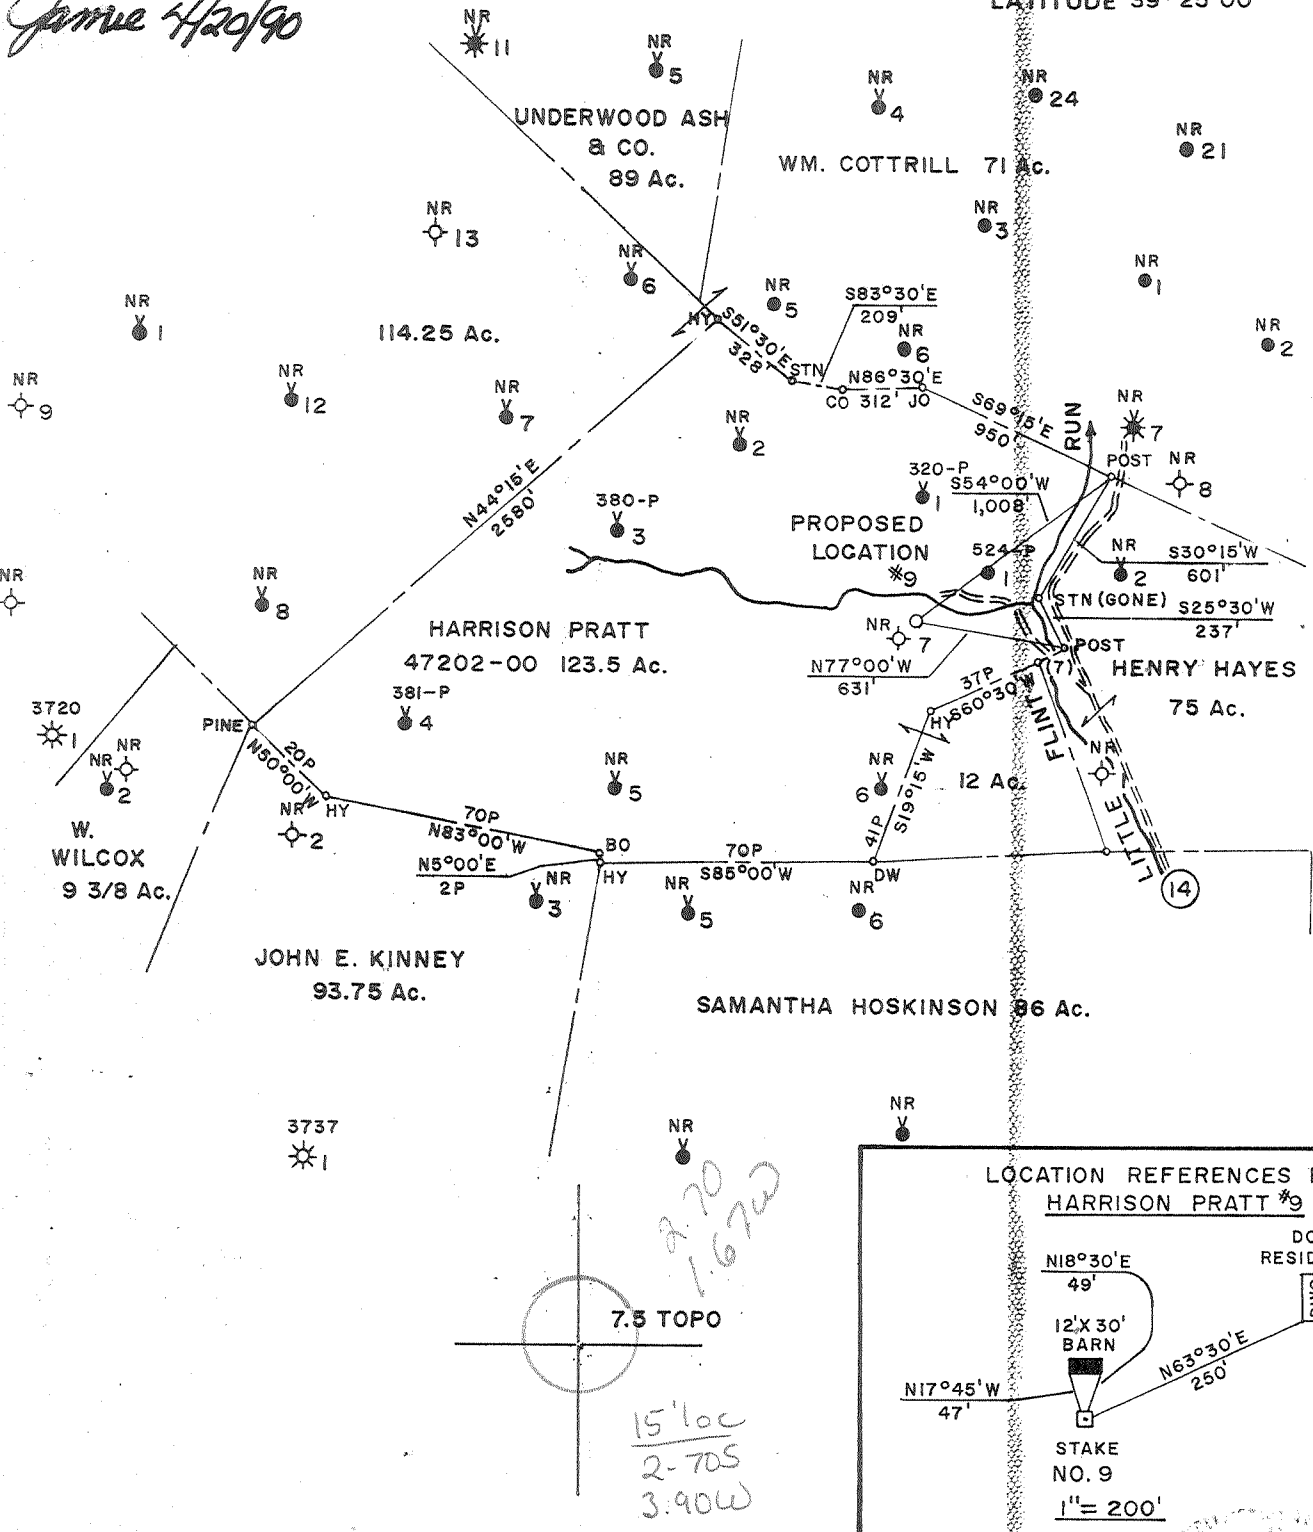 Jamie 4/20/90
LATITUDE 39°25'00"
NR
11
NR
5
NR
4
NR
24
NR
21
UNDERWOOD ASH
& CO.
89 Ac.
WM. COTTRILL 71 Ac.
NR
13
NR
3
NR
6
NR
1
NR
5
S83°30'E
209'
NR
1
114.25 Ac.
HY
S51°30'E
328'
NR
6
NR
2
STN
N86°30'E
CO 312' JO
NR
9
NR
12
NR
7
S69°15'E
950'
RUN
NR
7
NR
2
POST
NR
8
N44°15'E
2580'
320-P
1
S54°00'W
1,008'
380-P
3
PROPOSED
LOCATION
#9
524-P
1
NR
2
S30°15'W
601'
NR
NR
8
STN (GONE)
S25°30'W
237'
HARRISON PRATT
47202-00 123.5 Ac.
NR
7
POST
N77°00'W
631'
(7)
HENRY HAYES
75 Ac.
381-P
4
37P
S60°30'W
HY
3720
1
PINE
NR
2
NR
20P
N50°00'W
FLINT
NR
1
NR
5
NR
6
12 Ac.
41P
S19°15'W
HY
NR
2
70P
N83°00'W
LITTLE
W.
WILCOX
9 3/8 Ac.
BO
N5°00'E
2P
HY
70P
S85°00'W
DW
14
NR
3
NR
5
NR
6
JOHN E. KINNEY
93.75 Ac.
SAMANTHA HOSKINSON 86 Ac.
NR
3737
1
NR
2.70
1.67W
LOCATION REFERENCES
HARRISON PRATT #9
N18°30'E
49'
12'X 30'
BARN
N63°30'E
250'
7.5 TOPO
N17°45'W
47'
15' loc
2-70S
3.90W
STAKE
NO. 9
1"= 200'